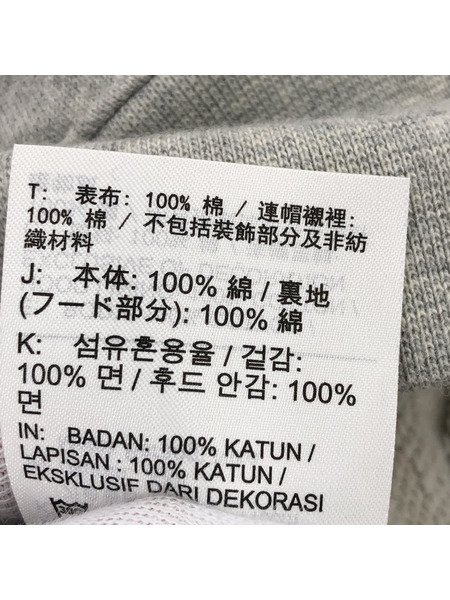 T: 表布: 100% 棉 / 連帽襯裡:
100% 棉 / 不包括裝飾部分及非紡
織材料
J: 本体: 100% 綿 / 裏地
(フード部分): 100% 綿
K: 섬유혼용율 / 겉감:
100% 면 / 후드 안감: 100%
면
IN: BADAN: 100% KATUN /
LAPISAN : 100% KATUN /
EKSKLUSIF DARI DEKORASI